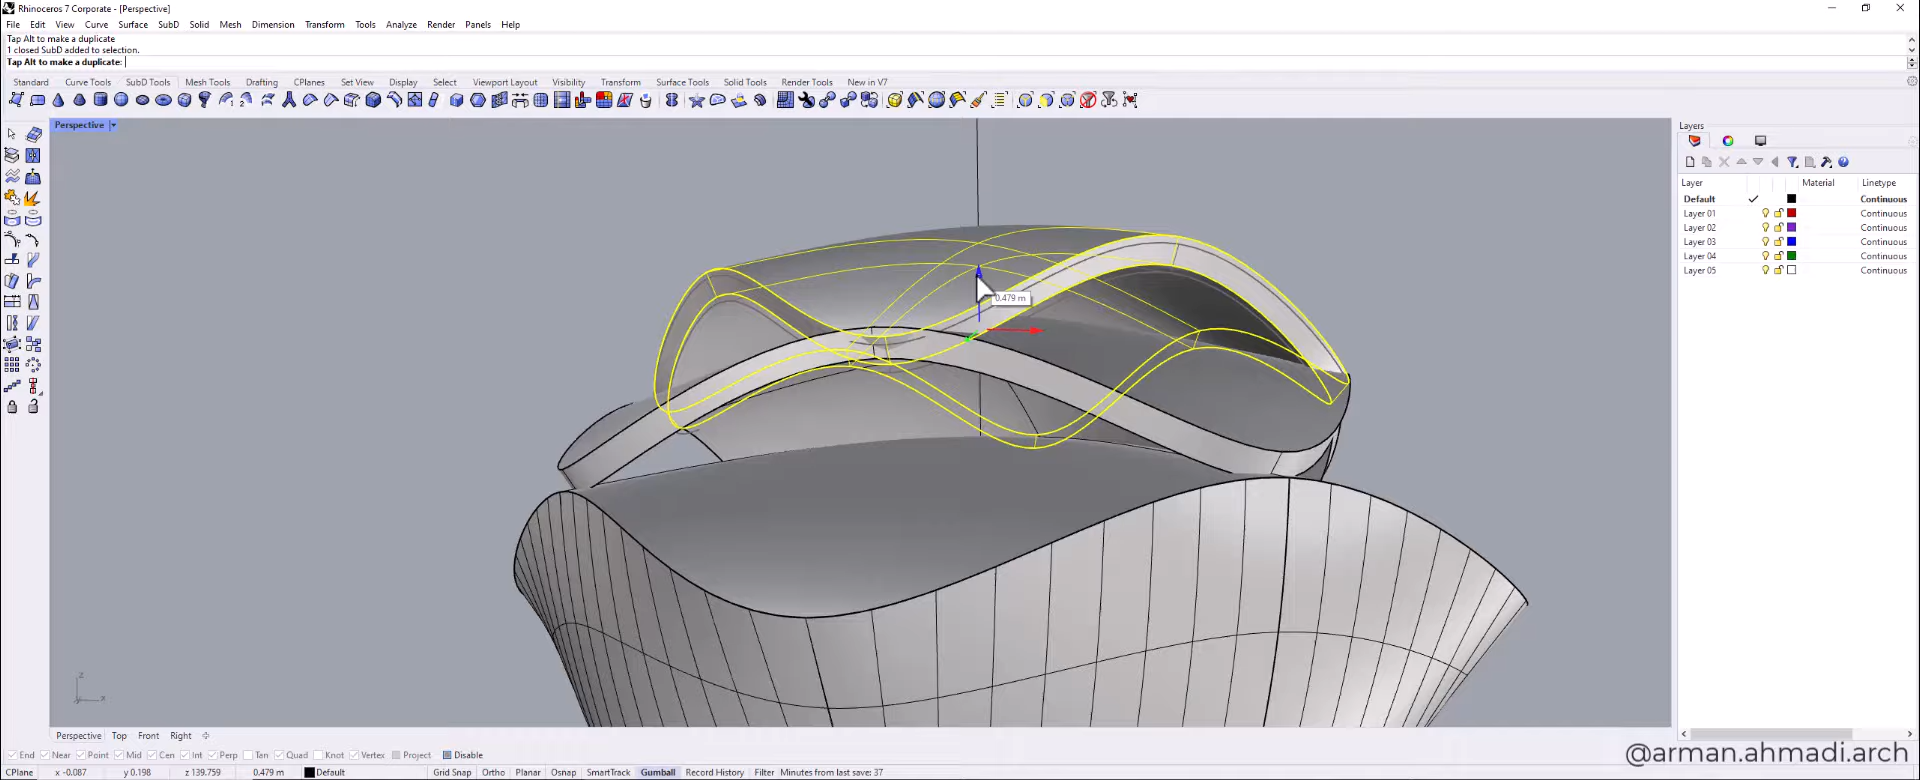 Rhinoceros 7 Corporate - [Perspective]
File Edit View Curve Surface SubD Solid Mesh Dimension Transform Tools Analyze Render Panels Help
Tap Alt to make a duplicate
1 closed SubD added to selection.
Tap Alt to make a duplicate:
Standard Curve Tools SubD Tools Mesh Tools Drafting CPlanes Set View Display Select Viewport Layout Visibility Transform Surface Tools Solid Tools Render Tools New in V7
Perspective
Layers
Layer Material Linetype
Default Continuous
Layer 01 Continuous
Layer 02 Continuous
Layer 03 Continuous
Layer 04 Continuous
Layer 05 Continuous
0.479 m
z
x
Perspective Top Front Right
End Near Point Mid Cen Int Perp Tan Quad Knot Vertex Project Disable
@arman.ahmadi.arch
CPlane x -0.087 y 0.198 z 139.759 0.479 m Default Grid Snap Ortho Planar Osnap SmartTrack Gumball Record History Filter Minutes from last save: 37